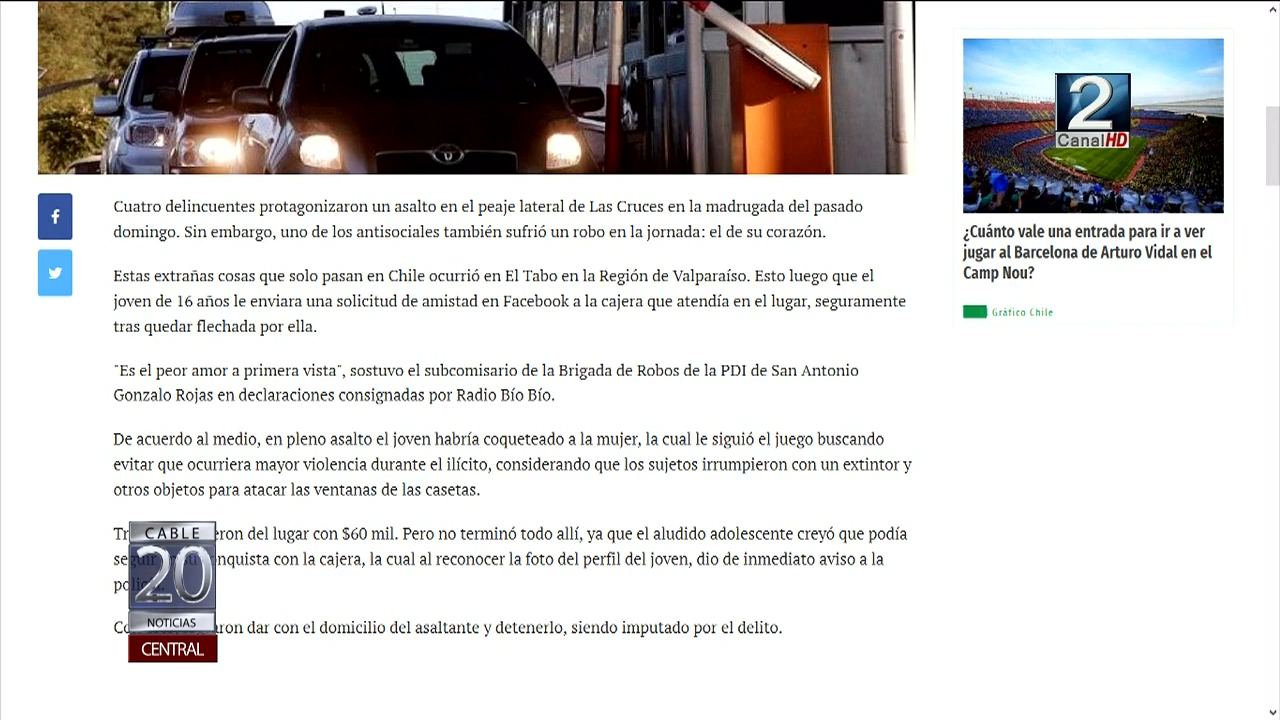 Cuatro delincuentes protagonizaron un asalto en el peaje lateral de Las Cruces en la madrugada del pasado
domingo. Sin embargo, uno de los antisociales también sufrió un robo en la jornada: el de su corazón.
Estas extrañas cosas que solo pasan en Chile ocurrió en El Tabo en la Región de Valparaíso. Esto luego que el
joven de 16 años le enviara una solicitud de amistad en Facebook a la cajera que atendía en el lugar, seguramente
tras quedar flechada por ella.
"Es el peor amor a primera vista", sostuvo el subcomisario de la Brigada de Robos de la PDI de San Antonio
Gonzalo Rojas en declaraciones consignadas por Radio Bío Bío.
De acuerdo al medio, en pleno asalto el joven habría coqueteado a la mujer, la cual le siguió el juego buscando
evitar que ocurriera mayor violencia durante el ilícito, considerando que los sujetos irrumpieron con un extintor y
otros objetos para atacar las ventanas de las casetas.
del lugar con $60 mil. Pero no terminó todo allí, ya que el aludido adolescente creyó que podía
con la cajera, la cual al reconocer la foto del perfil del joven, dio de inmediato aviso a la
dar con el domicilio del asaltante y detenerlo, siendo imputado por el delito.
CABLE
20
NOTICIAS
CENTRAL
2
CanalHD
¿Cuánto vale una entrada para ir a ver
jugar al Barcelona de Arturo Vidal en el
Camp Nou?
Gráfico Chile